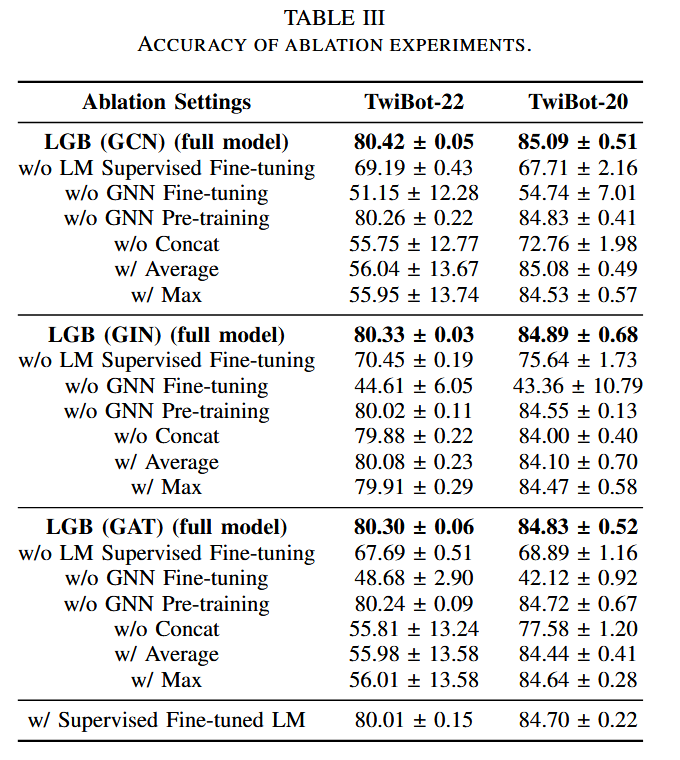 TABLE III
ACCURACY OF ABLATION EXPERIMENTS.
Ablation Settings TwiBot-22 TwiBot-20
LGB (GCN) (full model) 80.42 ± 0.05 85.09 ± 0.51
w/o LM Supervised Fine-tuning 69.19 ± 0.43 67.71 ± 2.16
w/o GNN Fine-tuning 51.15 ± 12.28 54.74 ± 7.01
w/o GNN Pre-training 80.26 ± 0.22 84.83 ± 0.41
w/o Concat 55.75 ± 12.77 72.76 ± 1.98
w/ Average 56.04 ± 13.67 85.08 ± 0.49
w/ Max 55.95 ± 13.74 84.53 ± 0.57
LGB (GIN) (full model) 80.33 ± 0.03 84.89 ± 0.68
w/o LM Supervised Fine-tuning 70.45 ± 0.19 75.64 ± 1.73
w/o GNN Fine-tuning 44.61 ± 6.05 43.36 ± 10.79
w/o GNN Pre-training 80.02 ± 0.11 84.55 ± 0.13
w/o Concat 79.88 ± 0.22 84.00 ± 0.40
w/ Average 80.08 ± 0.23 84.10 ± 0.70
w/ Max 79.91 ± 0.29 84.47 ± 0.58
LGB (GAT) (full model) 80.30 ± 0.06 84.83 ± 0.52
w/o LM Supervised Fine-tuning 67.69 ± 0.51 68.89 ± 1.16
w/o GNN Fine-tuning 48.68 ± 2.90 42.12 ± 0.92
w/o GNN Pre-training 80.24 ± 0.09 84.72 ± 0.67
w/o Concat 55.81 ± 13.24 77.58 ± 1.20
w/ Average 55.98 ± 13.58 84.44 ± 0.41
w/ Max 56.01 ± 13.58 84.64 ± 0.28
w/ Supervised Fine-tuned LM 80.01 ± 0.15 84.70 ± 0.22